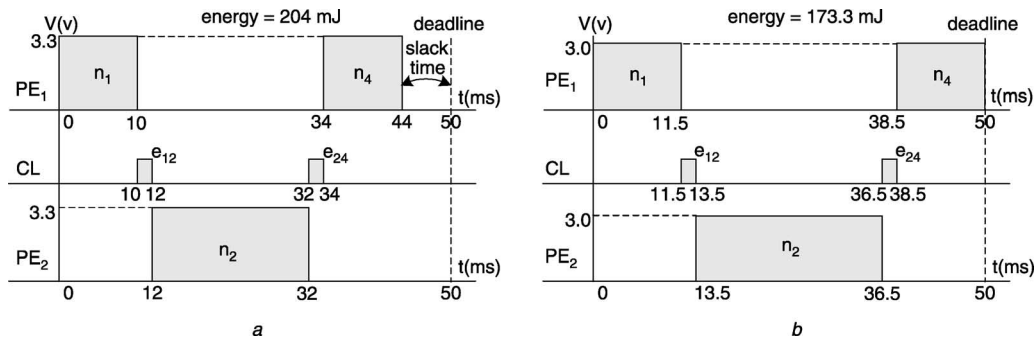 V(v)
energy = 204 mJ
deadline
3.3
slack
time
n1
n4
PE1
t(ms)
0 10 34 44 50
CL
e12
e24
10 12 32 34
3.3
n2
PE2
t(ms)
0 12 32 50
a
V(v)
energy = 173.3 mJ
deadline
3.0
n1
n4
PE1
t(ms)
0 11.5 38.5 50
CL
e12
e24
11.5 13.5 36.5 38.5
3.0
n2
PE2
t(ms)
0 13.5 36.5 50
b